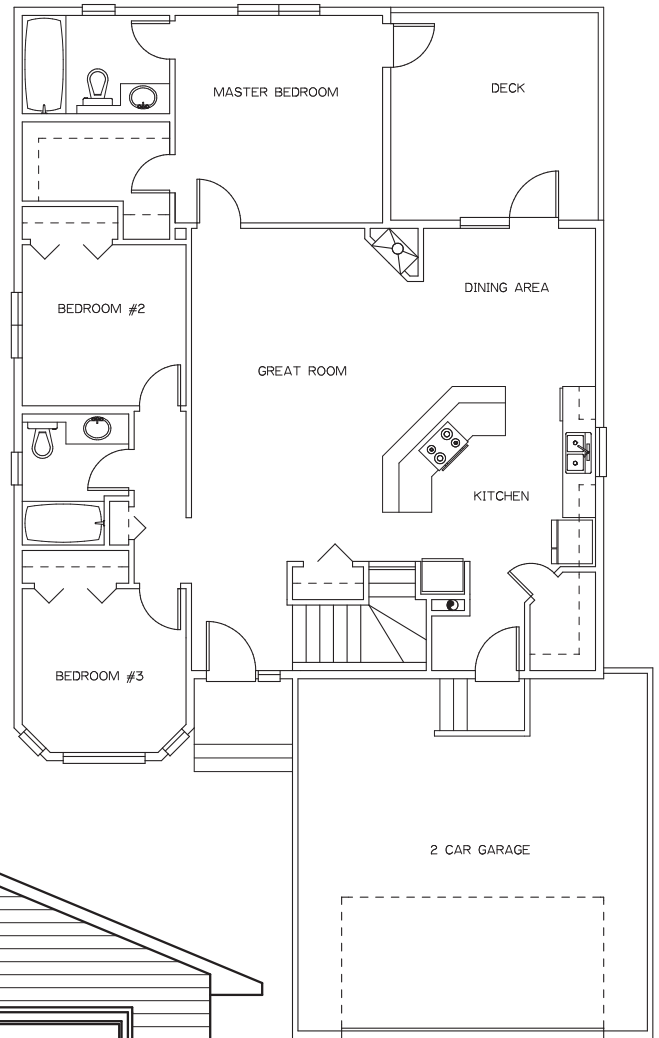 MASTER BEDROOM
DECK
DINING AREA
BEDROOM #2
GREAT ROOM
KITCHEN
BEDROOM #3
2 CAR GARAGE